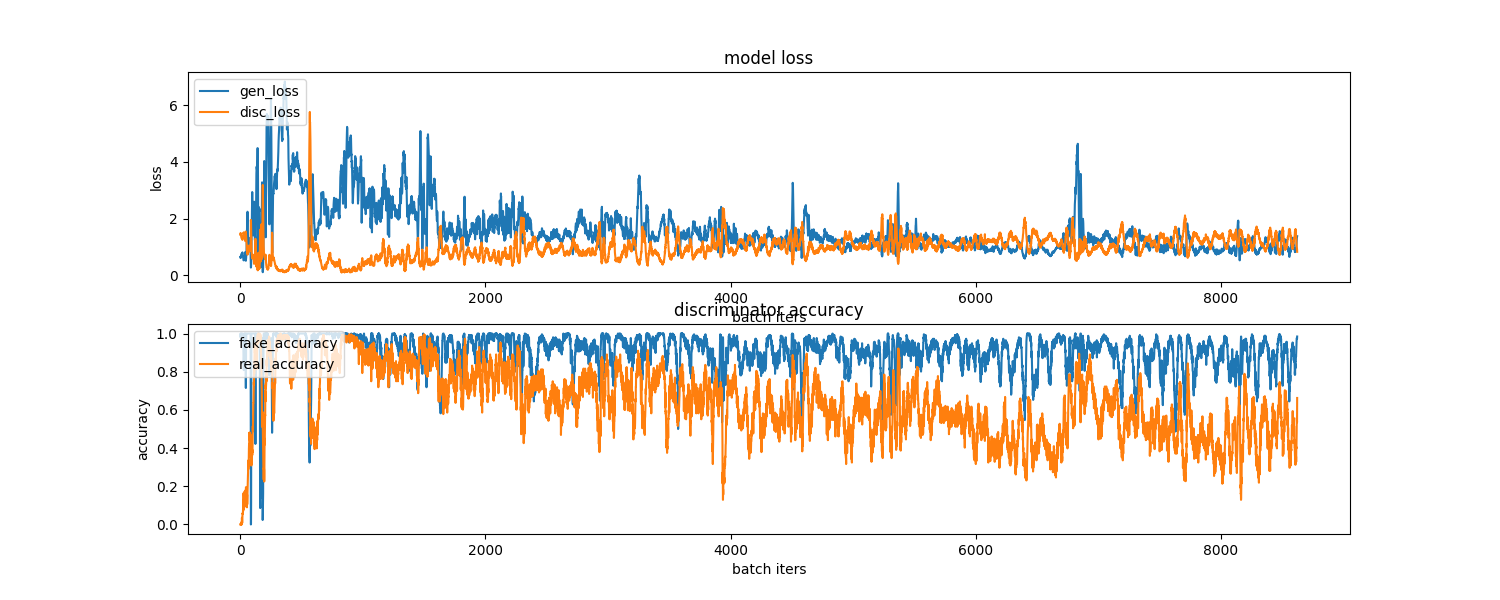 model loss
gen_loss
disc_loss
loss
6
4
2
0
0 2000 4000 6000 8000
batch iters
discriminator accuracy
fake_accuracy
real_accuracy
accuracy
1.0
0.8
0.6
0.4
0.2
0.0
0 2000 4000 6000 8000
batch iters